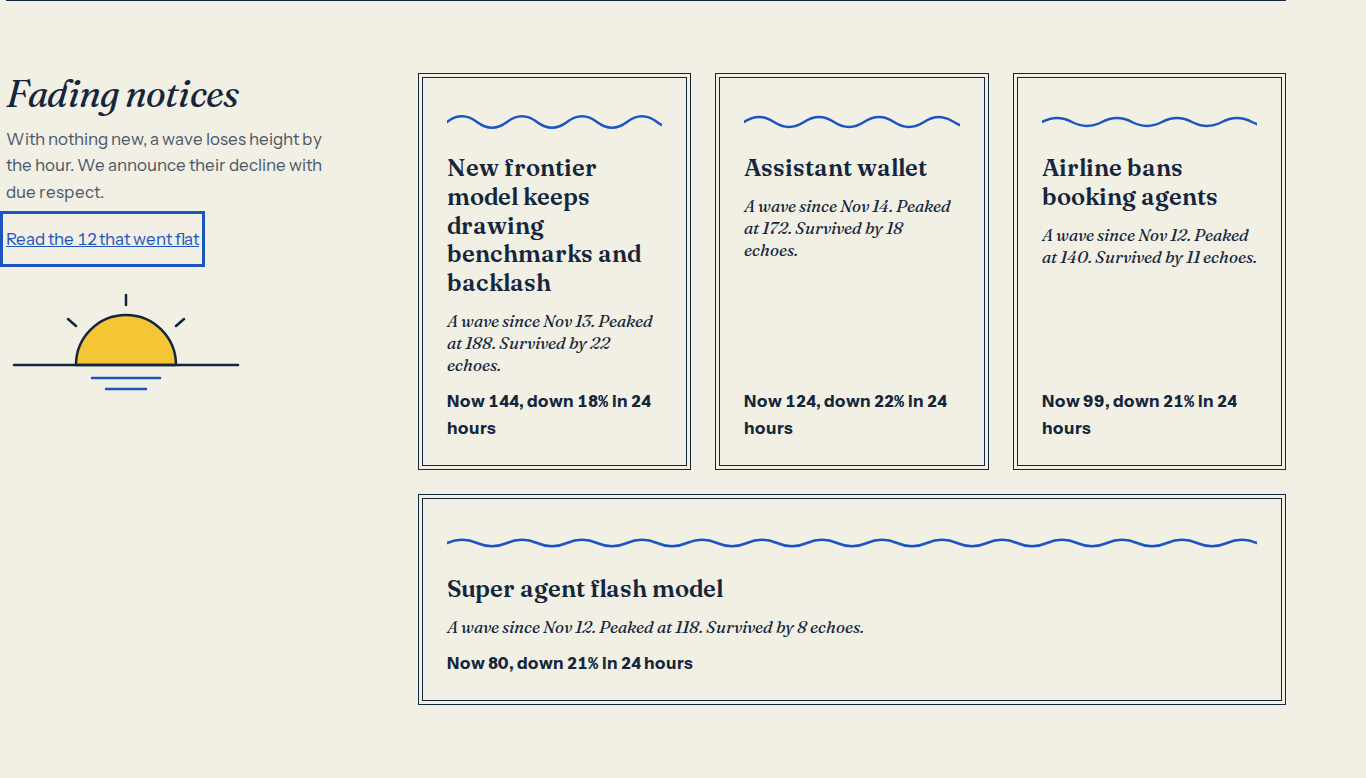 Fading notices
With nothing new, a wave loses height by
the hour. We announce their decline with
due respect.
Read the 12 that went flat
New frontier
model keeps
drawing
benchmarks and
backlash
A wave since Nov 13. Peaked
at 188. Survived by 22
echoes.
Now 144, down 18% in 24
hours
Assistant wallet
A wave since Nov 14. Peaked
at 172. Survived by 18
echoes.
Now 124, down 22% in 24
hours
Airline bans
booking agents
A wave since Nov 12. Peaked
at 140. Survived by 11 echoes.
Now 99, down 21% in 24
hours
Super agent flash model
A wave since Nov 12. Peaked at 118. Survived by 8 echoes.
Now 80, down 21% in 24 hours